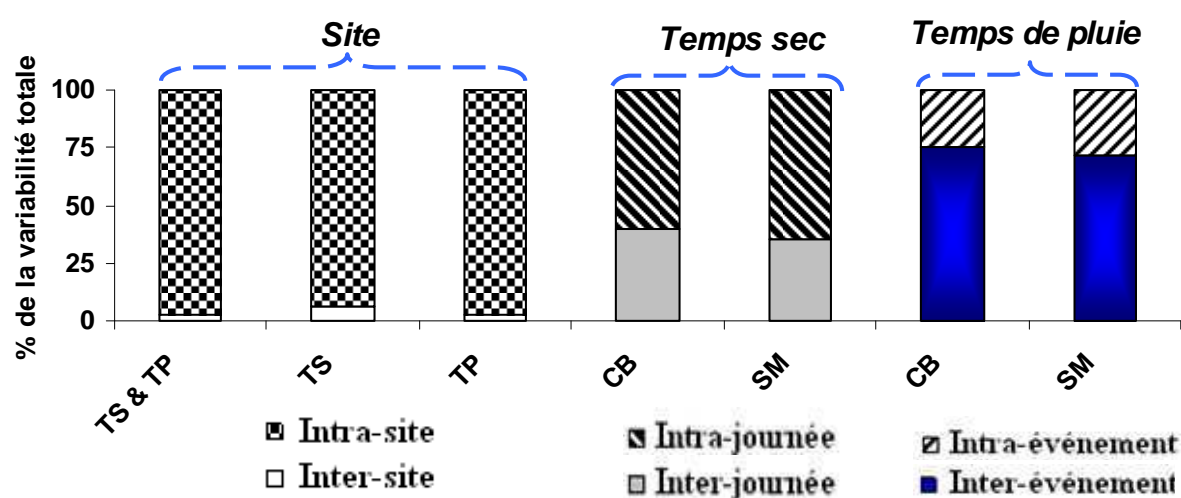 Site
Temps sec
Temps de pluie
% de la variabilité totale
100
75
50
25
0
TS & TP
TS
TP
CB
SM
CB
SM
Intra-site
Inter-site
Intra-journée
Inter-journée
Intra-événement
Inter-événement